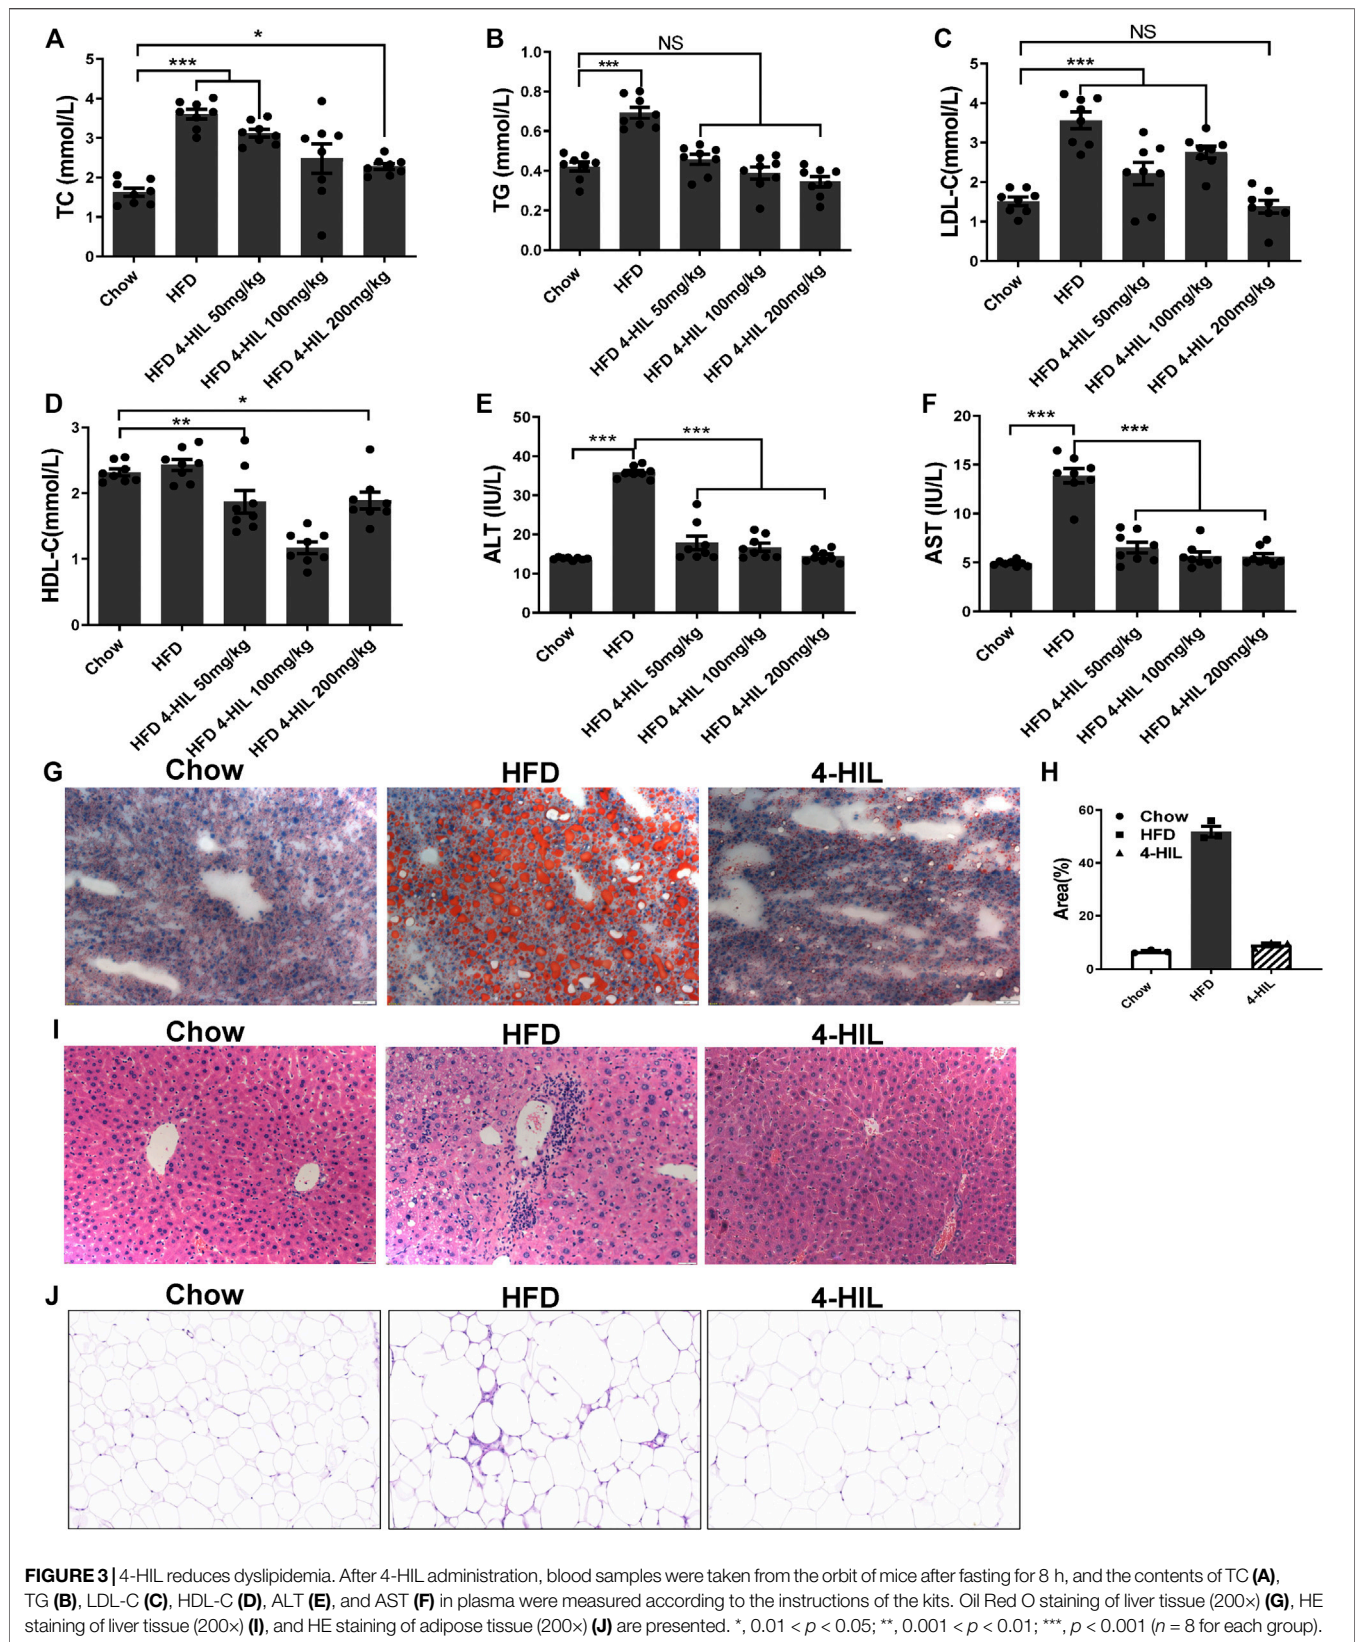 A
TC (mmol/L)
5
4
3
2
1
0
*
***
Chow
HFD
HFD 4-HIL 50mg/kg
HFD 4-HIL 100mg/kg
HFD 4-HIL 200mg/kg
B
TG (mmol/L)
1.0
0.8
0.6
0.4
0.2
0.0
NS
***
Chow
HFD
HFD 4-HIL 50mg/kg
HFD 4-HIL 100mg/kg
HFD 4-HIL 200mg/kg
C
LDL-C(mmol/L)
5
4
3
2
1
0
NS
***
Chow
HFD
HFD 4-HIL 50mg/kg
HFD 4-HIL 100mg/kg
HFD 4-HIL 200mg/kg
D
HDL-C(mmol/L)
3
2
1
0
*
**
Chow
HFD
HFD 4-HIL 50mg/kg
HFD 4-HIL 100mg/kg
HFD 4-HIL 200mg/kg
E
ALT (IU/L)
50
40
30
20
10
0
***
***
Chow
HFD
HFD 4-HIL 50mg/kg
HFD 4-HIL 100mg/kg
HFD 4-HIL 200mg/kg
F
AST (IU/L)
20
15
10
5
0
***
***
Chow
HFD
HFD 4-HIL 50mg/kg
HFD 4-HIL 100mg/kg
HFD 4-HIL 200mg/kg
G
Chow
HFD
4-HIL
H
Area(%)
60
40
20
0
Chow
HFD
4-HIL
Chow
HFD
4-HIL
I
Chow
HFD
4-HIL
J
Chow
HFD
4-HIL
FIGURE 3 | 4-HIL reduces dyslipidemia. After 4-HIL administration, blood samples were taken from the orbit of mice after fasting for 8 h, and the contents of TC (A),
TG (B), LDL-C (C), HDL-C (D), ALT (E), and AST (F) in plasma were measured according to the instructions of the kits. Oil Red O staining of liver tissue (200×) (G), HE
staining of liver tissue (200×) (I), and HE staining of adipose tissue (200×) (J) are presented. *, 0.01 < p < 0.05; **, 0.001 < p < 0.01; ***, p < 0.001 (n = 8 for each group).